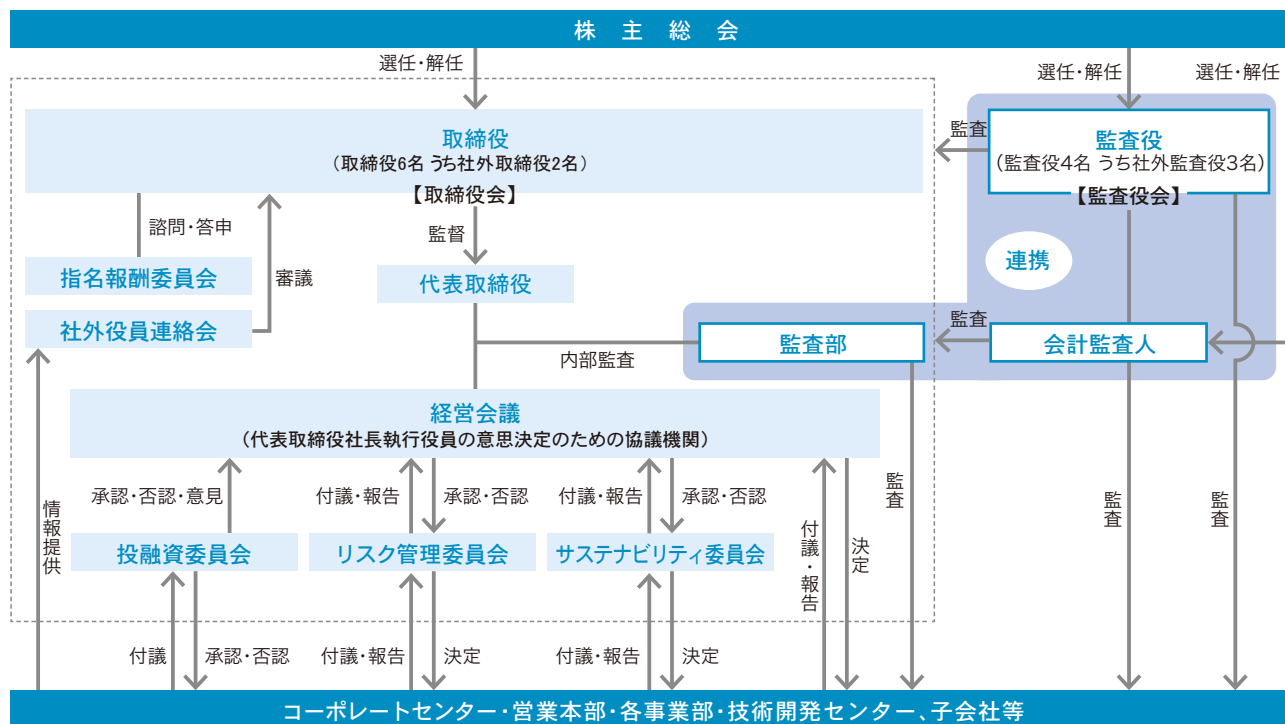 株主総会
選任・解任
選任・解任
選任・解任
取締役
（取締役6名 うち社外取締役2名）
【取締役会】
監査
監査役
（監査役4名 うち社外監査役3名）
【監査役会】
諮問・答申
監督
指名報酬委員会
審議
代表取締役
連携
社外役員連絡会
内部監査
監査部
監査
会計監査人
経営会議
（代表取締役社長執行役員の意思決定のための協議機関）
情報提供
承認・否認・意見
付議・報告
承認・否認
付議・報告
承認・否認
付議・報告
決定
監査
監査
監査
投融資委員会
リスク管理委員会
サステナビリティ委員会
付議
承認・否認
付議・報告
決定
付議・報告
決定
コーポレートセンター・営業本部・各事業部・技術開発センター、子会社等